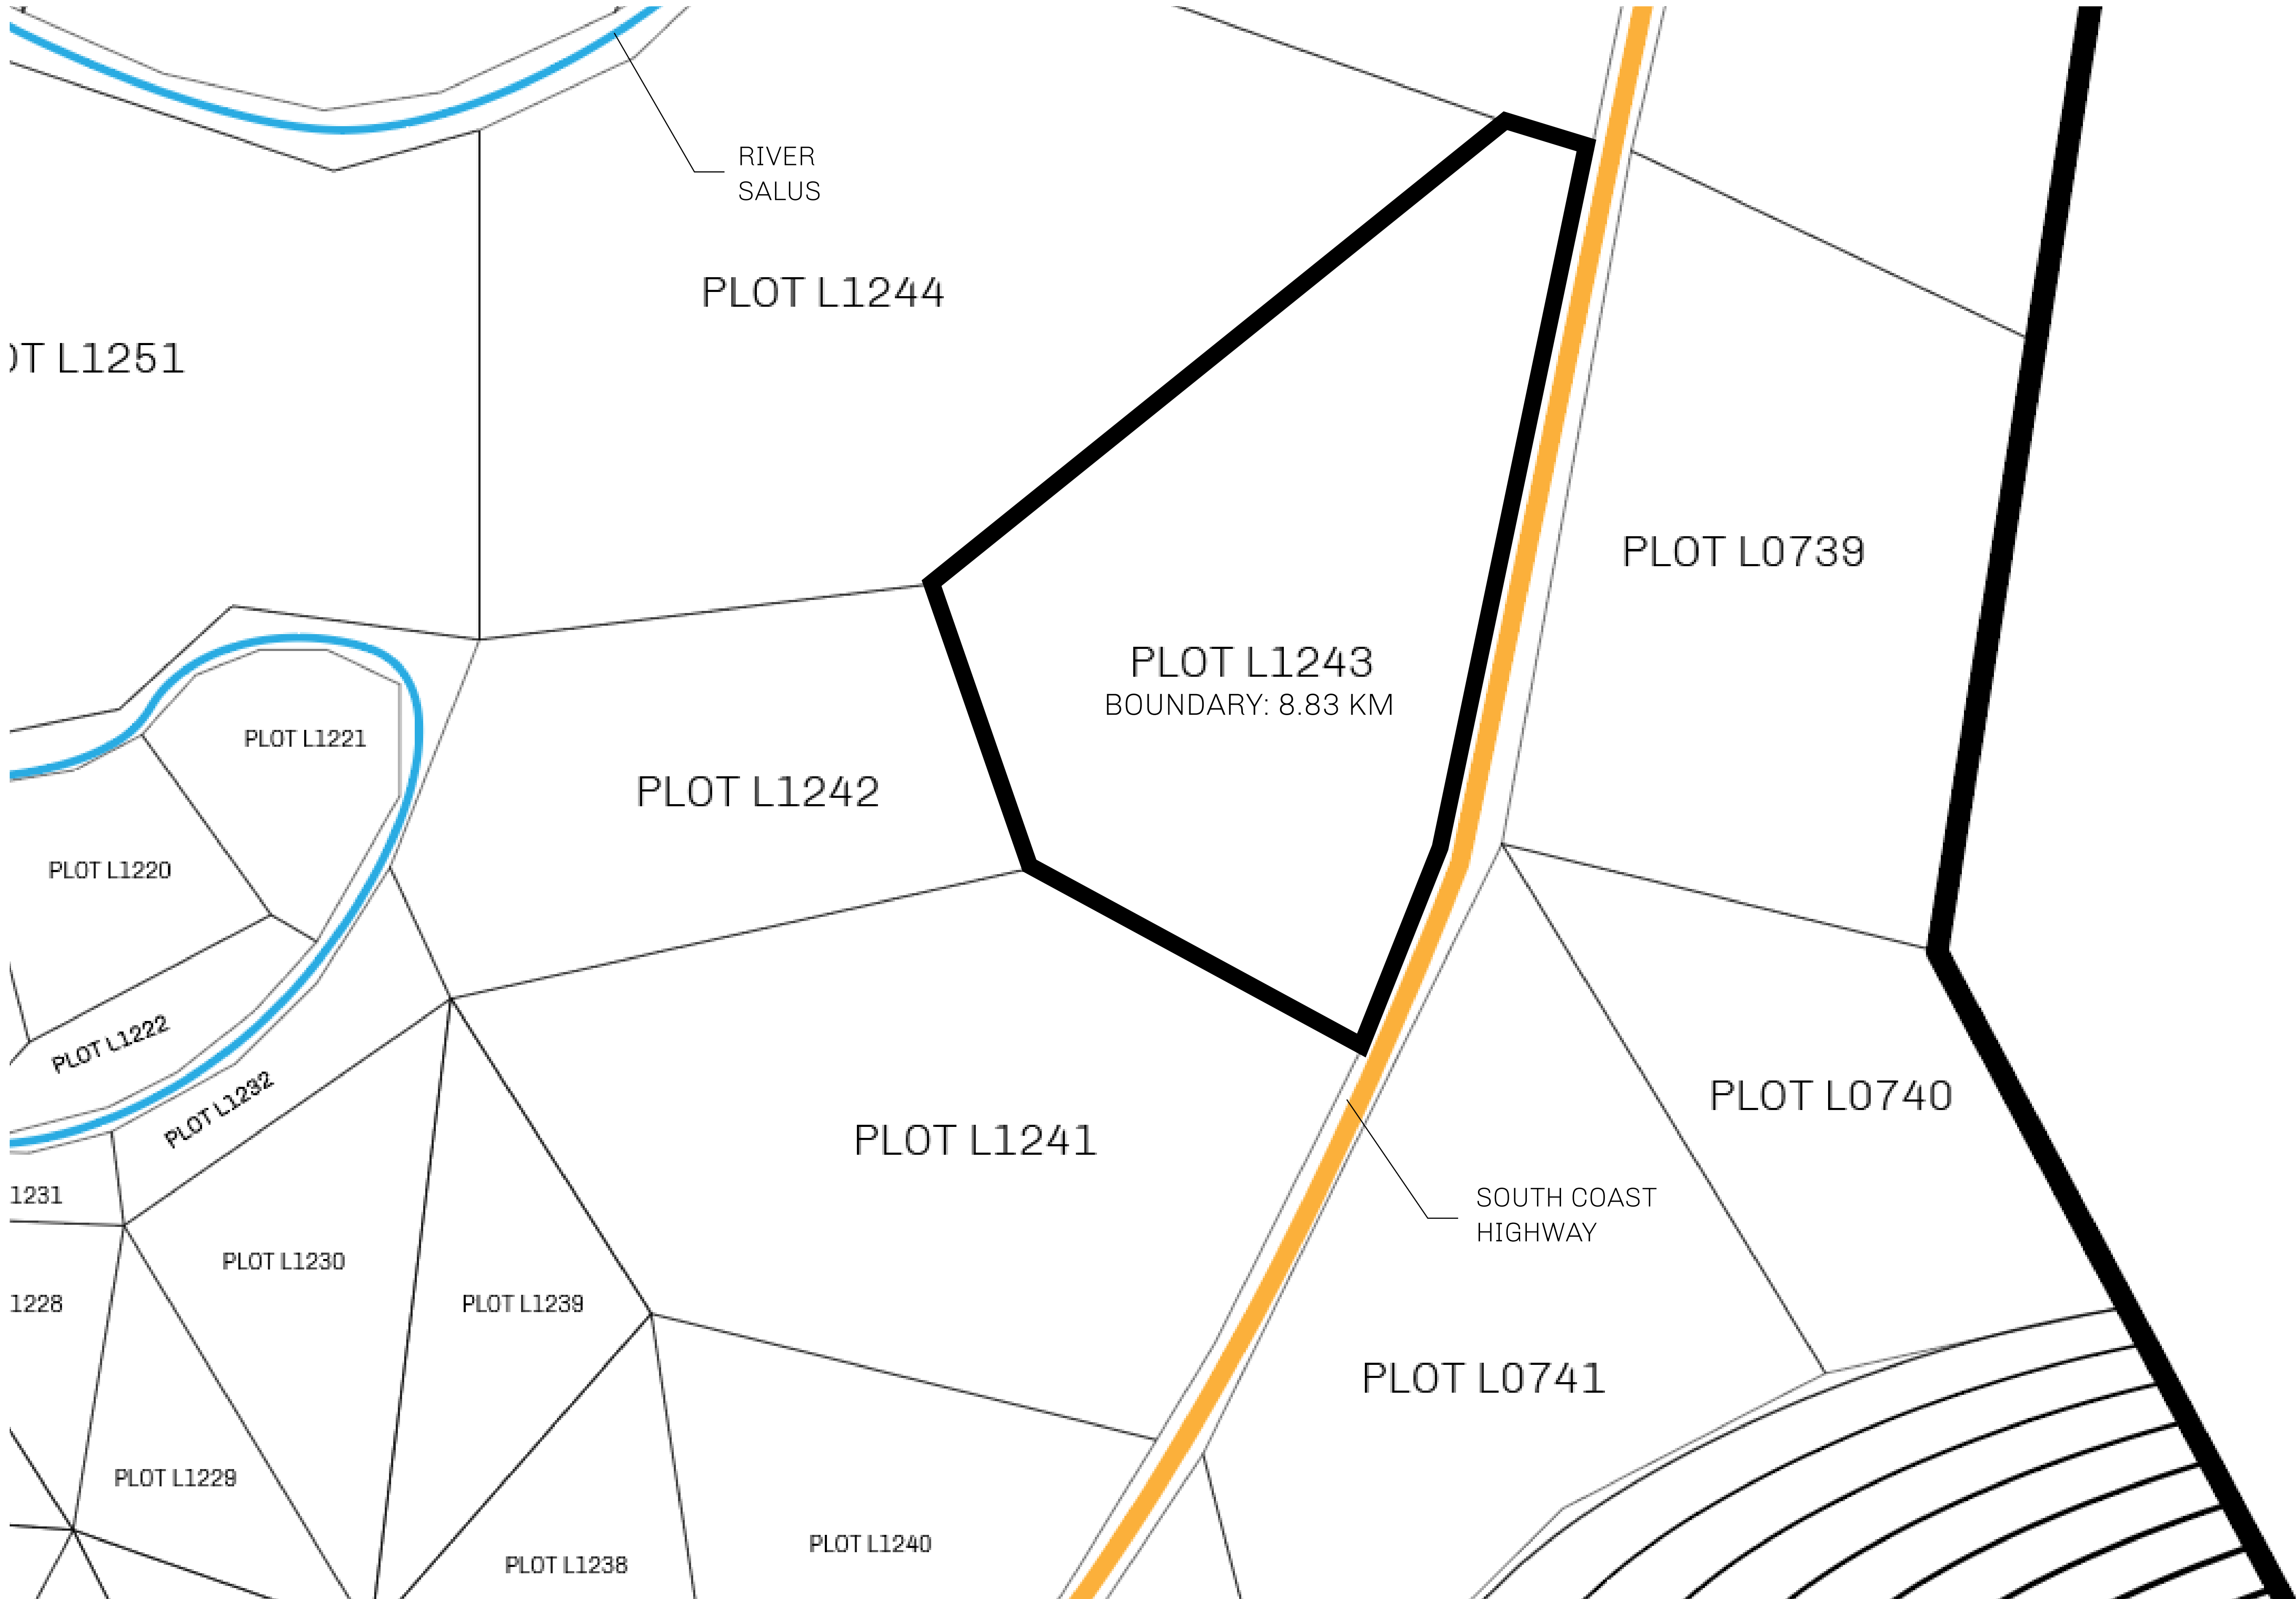 RIVER
SALUS
PLOT L1244
OT L1251
PLOT L0739
PLOT L1243
BOUNDARY: 8.83 KM
PLOT L1221
PLOT L1242
PLOT L1220
PLOT L1222
PLOT L1232
PLOT L0740
PLOT L1241
1231
SOUTH COAST
HIGHWAY
PLOT L1230
1228
PLOT L1239
PLOT L0741
PLOT L1229
PLOT L1240
PLOT L1238